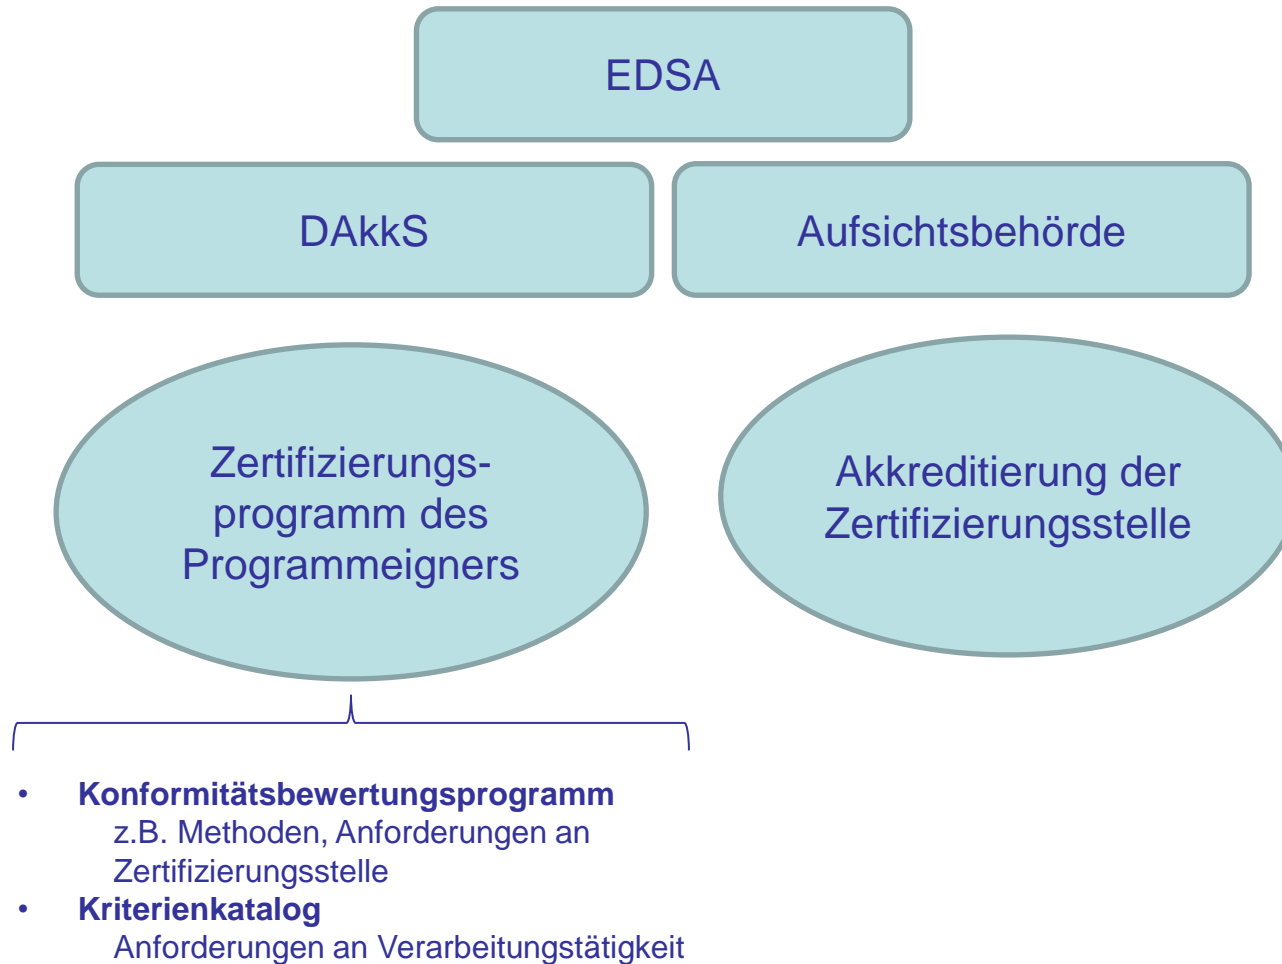 EDSA
DAkkS
Aufsichtsbehörde
Zertifizierungs-
programm des
Programmeigners
Akkreditierung der
Zertifizierungsstelle
• Konformitätsbewertungsprogramm
z.B. Methoden, Anforderungen an
Zertifizierungsstelle
• Kriterienkatalog
Anforderungen an Verarbeitungstätigkeit